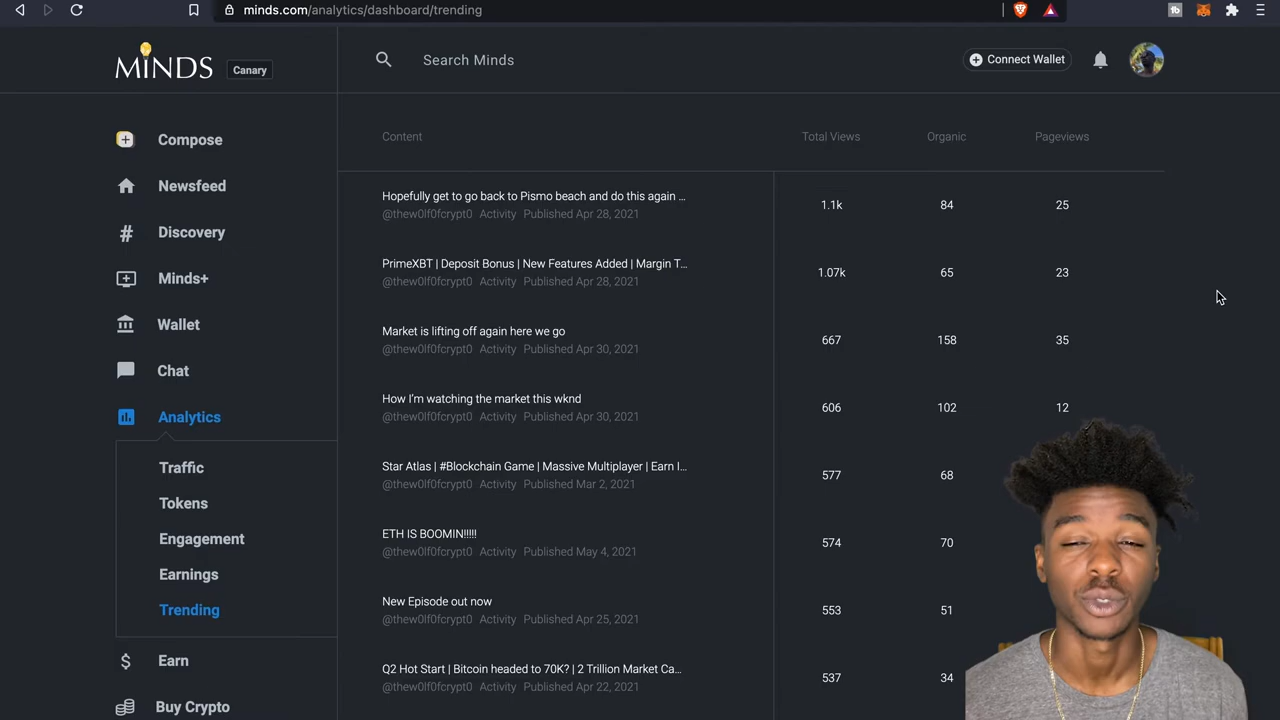 minds.com/analytics/dashboard/trending
MINDS
Canary
Search Minds
Connect Wallet
Compose
Newsfeed
Discovery
Minds+
Wallet
Chat
Analytics
Traffic
Tokens
Engagement
Earnings
Trending
Earn
Buy Crypto
Content Total Views Organic Pageviews
Hopefully get to go back to Pismo beach and do this again ...
@thew0lf0fcrypt0 Activity Published Apr 28, 2021
1.1k 84 25
PrimeXBT | Deposit Bonus | New Features Added | Margin T...
@thew0lf0fcrypt0 Activity Published Apr 28, 2021
1.07k 65 23
Market is lifting off again here we go
@thew0lf0fcrypt0 Activity Published Apr 30, 2021
667 158 35
How I'm watching the market this wknd
@thew0lf0fcrypt0 Activity Published Apr 30, 2021
606 102 12
Star Atlas | #Blockchain Game | Massive Multiplayer | Earn I...
@thew0lf0fcrypt0 Activity Published Mar 2, 2021
577 68
ETH IS BOOMIN!!!!!
@thew0lf0fcrypt0 Activity Published May 4, 2021
574 70
New Episode out now
@thew0lf0fcrypt0 Activity Published Apr 25, 2021
553 51
Q2 Hot Start | Bitcoin headed to 70K? | 2 Trillion Market Ca...
@thew0lf0fcrypt0 Activity Published Apr 22, 2021
537 34